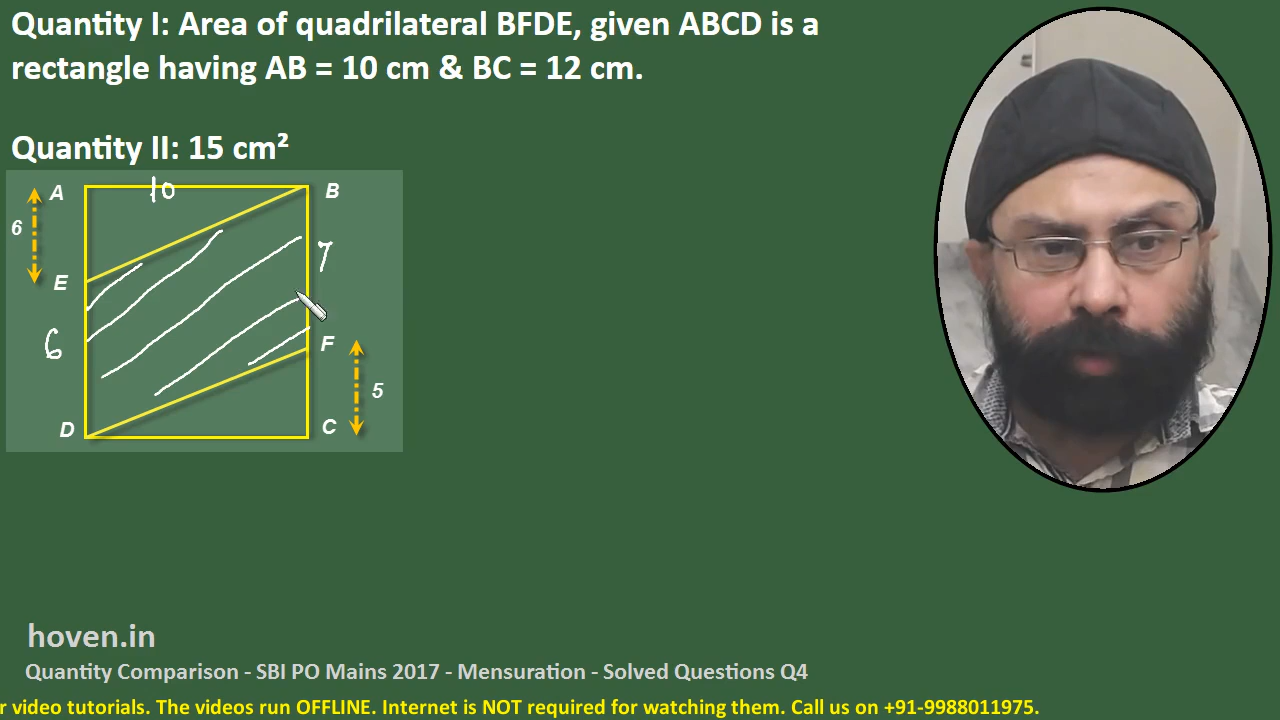 Quantity I: Area of quadrilateral BFDE, given ABCD is a
rectangle having AB = 10 cm & BC = 12 cm.
Quantity II: 15 cm²
A
10
B
6
7
E
6
F
5
D
C
hoven.in
Quantity Comparison - SBI PO Mains 2017 - Mensuration - Solved Questions Q4
r video tutorials. The videos run OFFLINE. Internet is NOT required for watching them. Call us on +91-9988011975.